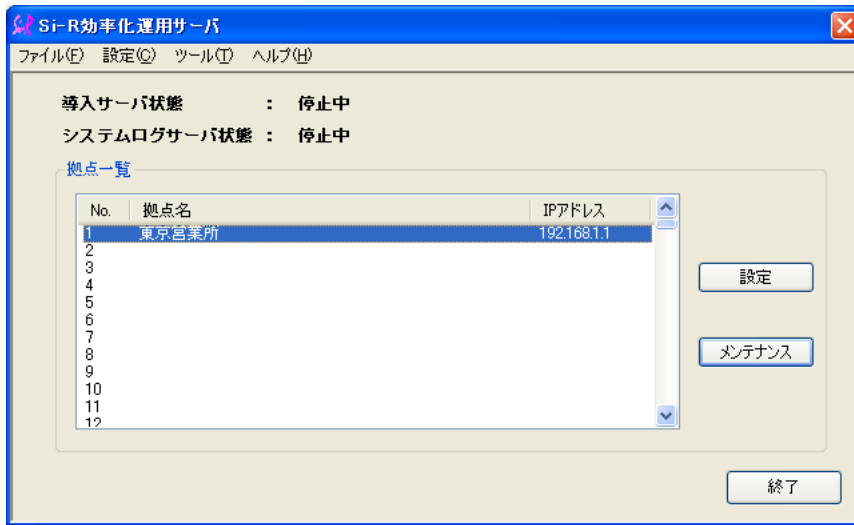 Si-R効率化運用サーバ
ファイル(F) 設定(C) ツール(T) ヘルプ(H)
導入サーバ状態 : 停止中
システムログサーバ状態 : 停止中
拠点一覧
No. 拠点名 IPアドレス
1 東京営業所 192.168.1.1
2
3
4
5
6
7
8
9
10
11
12
設定
メンテナンス
終了